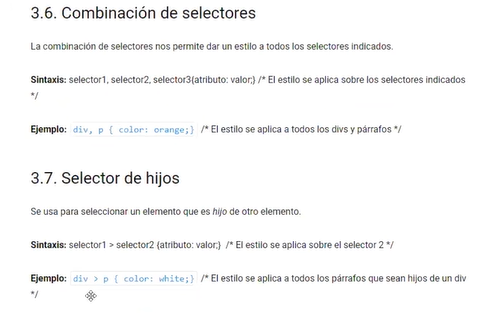 3.6. Combinación de selectores
La combinación de selectores nos permite dar un estilo a todos los selectores indicados.
Sintaxis: selector1, selector2, selector3{atributo: valor;} /* El estilo se aplica sobre los selectores indicados
*/
Ejemplo: div, p { color: orange;} /* El estilo se aplica a todos los divs y párrafos */
3.7. Selector de hijos
Se usa para seleccionar un elemento que es hijo de otro elemento.
Sintaxis: selector1 > selector2 {atributo: valor;} /* El estilo se aplica sobre el selector 2 */
Ejemplo: div > p { color: white;} /* El estilo se aplica a todos los párrafos que sean hijos de un div
*/